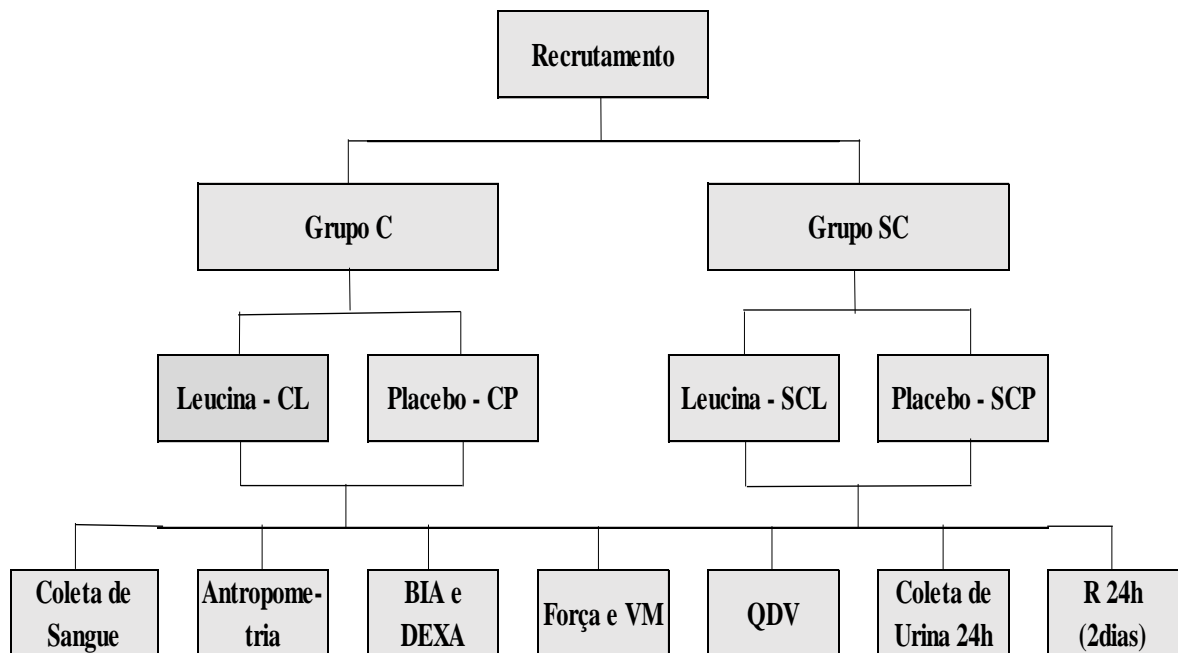 Recrutamento
Grupo C
Grupo SC
Leucina - CL
Placebo - CP
Leucina - SCL
Placebo - SCP
Coleta de
Sangue
Antropome-
tria
BIA e
DEXA
Força e VM
QDV
Coleta de
Urina 24h
R 24h
(2dias)